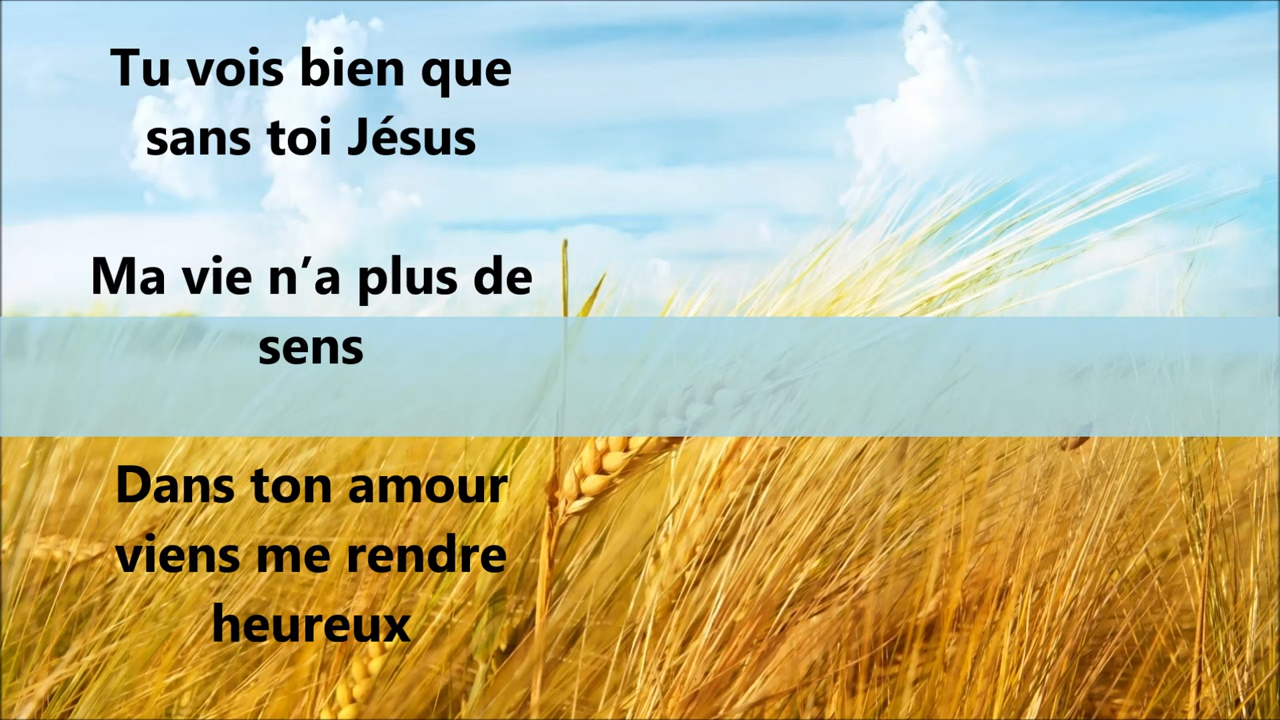 Tu vois bien que
sans toi Jésus
Ma vie n’a plus de
sens
Dans ton amour
viens me rendre
heureux